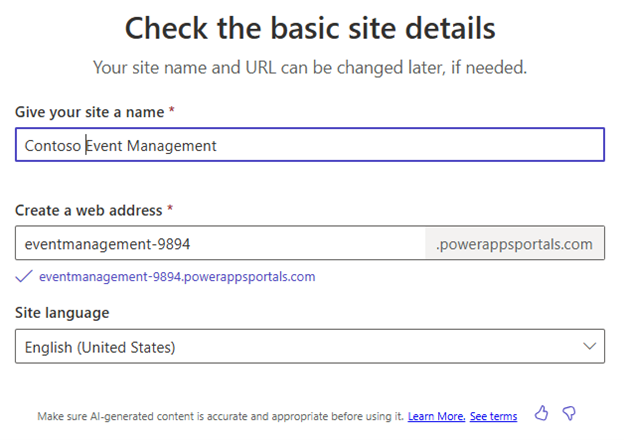 Check the basic site details
Your site name and URL can be changed later, if needed.
Give your site a name *
Contoso Event Management
Create a web address *
eventmanagement-9894 .powerappsportals.com
eventmanagement-9894.powerappsportals.com
Site language
English (United States)
Make sure AI-generated content is accurate and appropriate before using it. Learn More. See terms